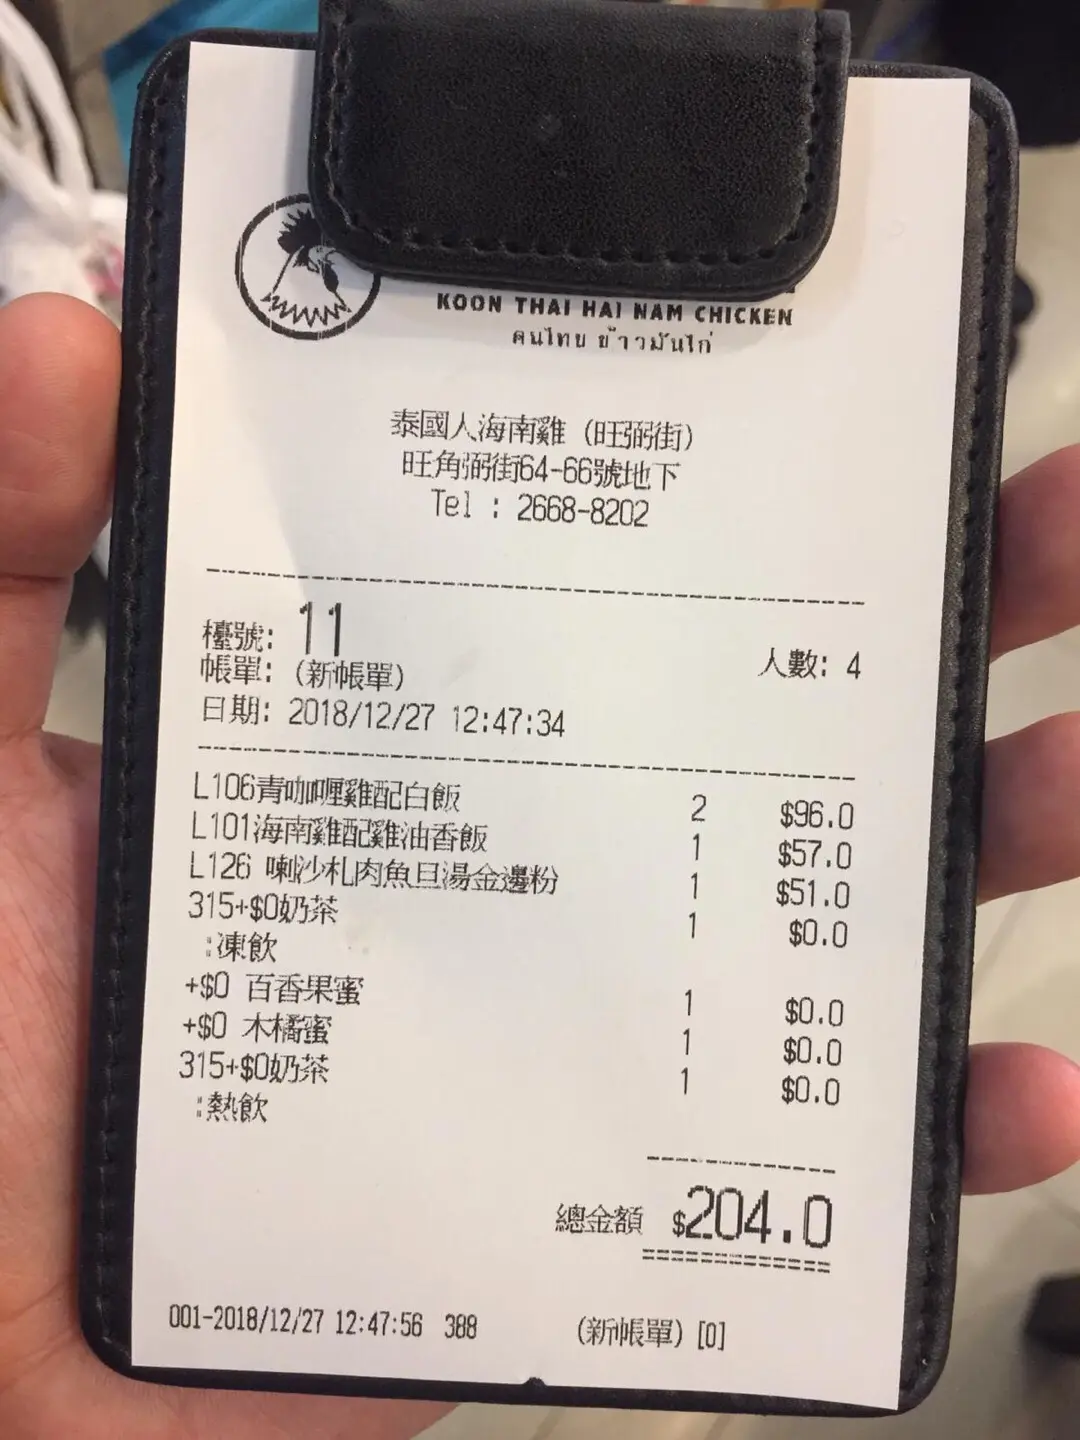 KOON THAI HAI NAM CHICKEN
คนไทย ข้าวมันไก่
泰國人海南雞 (旺弼街)
旺角弼街64-66號地下
Tel : 2668-8202
檯號: 11 人數: 4
帳單: (新帳單)
日期: 2018/12/27 12:47:34
L106青咖喱雞配白飯 2 $96.0
L101海南雞配雞油香飯 1 $57.0
L126 喇沙札肉魚旦湯金邊粉 1 $51.0
315+$0奶茶 1 $0.0
:凍飲
+$0 百香果蜜 1 $0.0
+$0 木橘蜜 1 $0.0
315+$0奶茶 1 $0.0
:熱飲
總金額 $204.0
001-2018/12/27 12:47:56 388 (新帳單) [0]